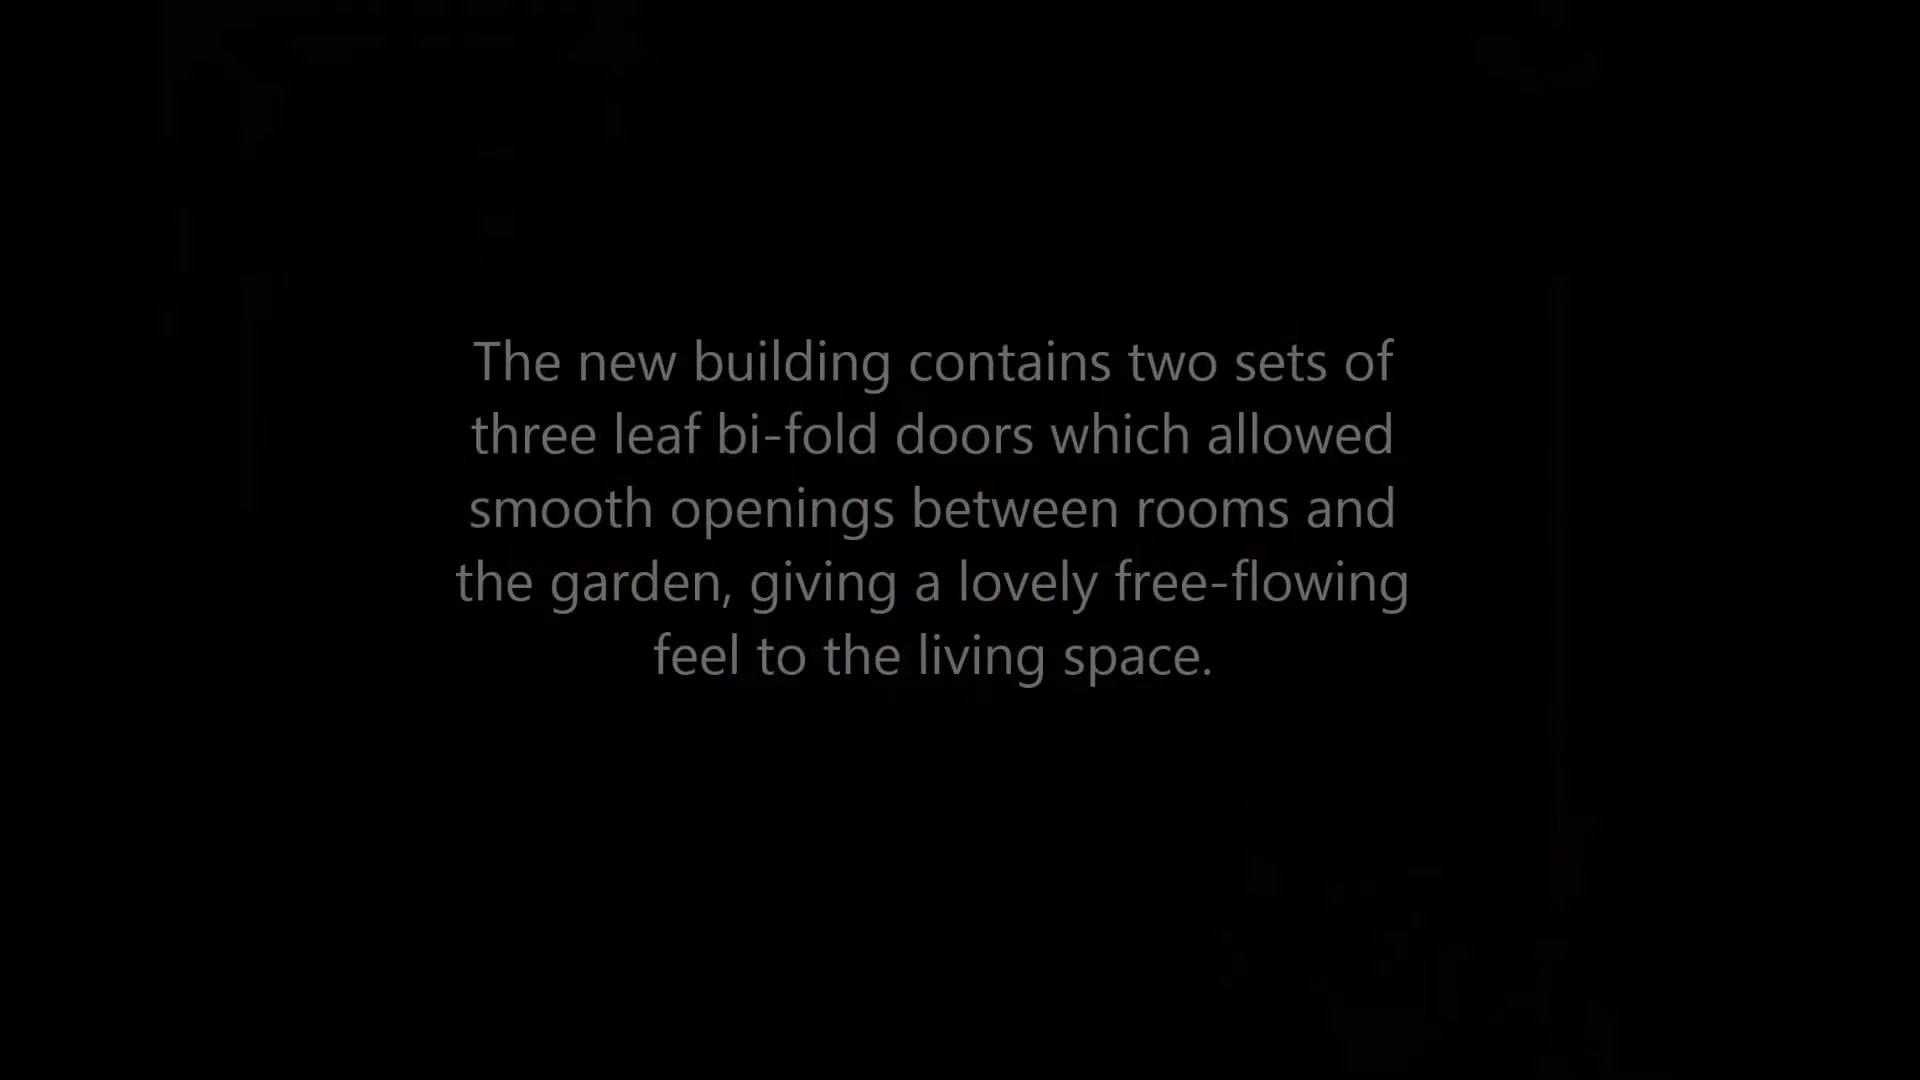 The new building contains two sets of
three leaf bi-fold doors which allowed
smooth openings between rooms and
the garden, giving a lovely free-flowing
feel to the living space.